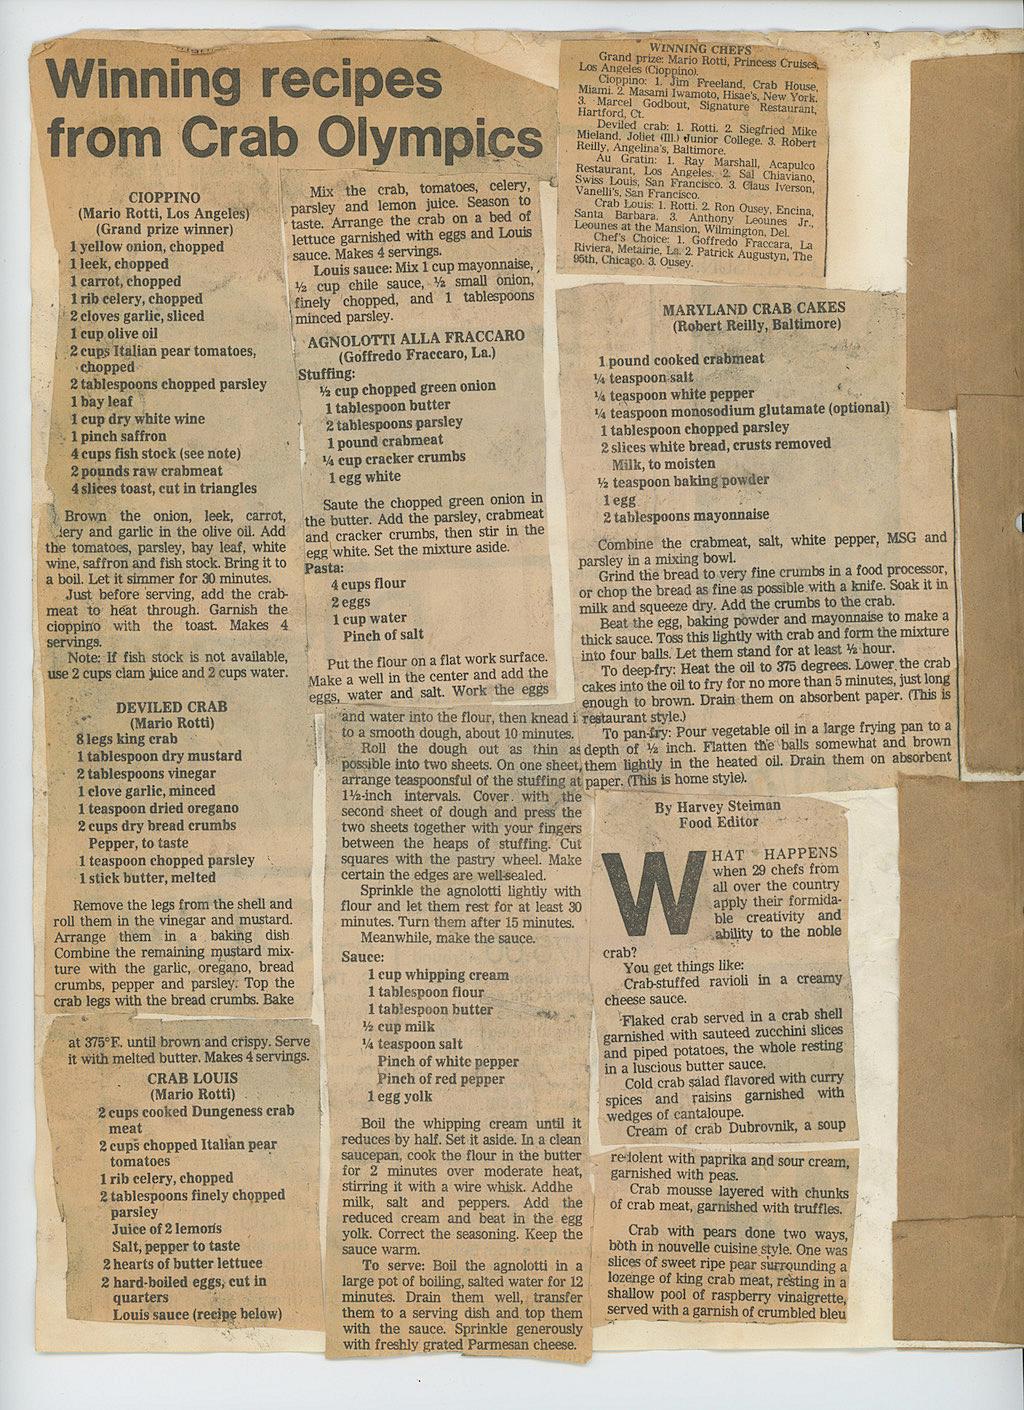 Winning recipes
from Crab Olympics
CIOPPINO
(Mario Rotti, Los Angeles)
(Grand prize winner)
1 yellow onion, chopped
1 leek, chopped
1 carrot, chopped
1 rib celery, chopped
2 cloves garlic, sliced
1 cup olive oil
2 cups Italian pear tomatoes,
chopped
2 tablespoons chopped parsley
1 bay leaf
1 cup dry white wine
1 pinch saffron
4 cups fish stock (see note)
2 pounds raw crabmeat
4 slices toast, cut in triangles
Brown the onion, leek, carrot,
lery and garlic in the olive oil. Add
the tomatoes, parsley, bay leaf, white
wine, saffron and fish stock. Bring it to
a boil. Let it simmer for 30 minutes.
Just before serving, add the crab-
meat to heat through. Garnish the
cioppino with the toast. Makes 4
servings.
Note: If fish stock is not available,
use 2 cups clam juice and 2 cups water.
DEVILED CRAB
(Mario Rotti)
8 legs king crab
1 tablespoon dry mustard
2 tablespoons vinegar
1 clove garlic, minced
1 teaspoon dried oregano
2 cups dry bread crumbs
Pepper, to taste
1 teaspoon chopped parsley
1 stick butter, melted
Remove the legs from the shell and
roll them in the vinegar and mustard.
Arrange them in a baking dish
Combine the remaining mustard mix-
ture with the garlic, oregano, bread
crumbs, pepper and parsley. Top the
crab legs with the bread crumbs. Bake
at 375°F. until brown and crispy. Serve
it with melted butter. Makes 4 servings.
CRAB LOUIS
(Mario Rotti)
2 cups cooked Dungeness crab
meat
2 cups chopped Italian pear
tomatoes
1 rib celery, chopped
2 tablespoons finely chopped
parsley
Juice of 2 lemons
Salt, pepper to taste
2 hearts of butter lettuce
2 hard-boiled eggs, cut in
quarters
Louis sauce (recipe below)
Mix the crab, tomatoes, celery,
parsley and lemon juice. Season to
taste. Arrange the crab on a bed of
lettuce garnished with eggs and Louis
sauce. Makes 4 servings.
Louis sauce: Mix 1 cup mayonnaise,
½ cup chile sauce, ½ small onion,
finely chopped, and 1 tablespoons
minced parsley.
AGNOLOTTI ALLA FRACCARO
(Goffredo Fraccaro, La.)
Stuffing:
½ cup chopped green onion
1 tablespoon butter
2 tablespoons parsley
1 pound crabmeat
¼ cup cracker crumbs
1 egg white
Saute the chopped green onion in
the butter. Add the parsley, crabmeat
and cracker crumbs, then stir in the
egg white. Set the mixture aside.
Pasta:
4 cups flour
2 eggs
1 cup water
Pinch of salt
Put the flour on a flat work surface.
Make a well in the center and add the
eggs, water and salt. Work the eggs
and water into the flour, then knead i
to a smooth dough, about 10 minutes.
Roll the dough out as thin as
possible into two sheets. On one sheet,
arrange teaspoonsful of the stuffing at
1½-inch intervals. Cover with the
second sheet of dough and press the
two sheets together with your fingers
between the heaps of stuffing. Cut
squares with the pastry wheel. Make
certain the edges are well-sealed.
Sprinkle the agnolotti lightly with
flour and let them rest for at least 30
minutes. Turn them after 15 minutes.
Meanwhile, make the sauce.
Sauce:
1 cup whipping cream
1 tablespoon flour
1 tablespoon butter
½ cup milk
¼ teaspoon salt
Pinch of white pepper
Pinch of red pepper
1 egg yolk
Boil the whipping cream until it
reduces by half. Set it aside. In a clean
saucepan, cook the flour in the butter
for 2 minutes over moderate heat,
stirring it with a wire whisk. Addhe
milk, salt and peppers. Add the
reduced cream and beat in the egg
yolk. Correct the seasoning. Keep the
sauce warm.
To serve: Boil the agnolotti in a
large pot of boiling, salted water for 12
minutes. Drain them well, transfer
them to a serving dish and top them
with the sauce. Sprinkle generously
with freshly grated Parmesan cheese.
WINNING CHEFS
Grand prize: Mario Rotti, Princess Cruises,
Los Angeles (Cioppino).
Cioppino: 1. Jim Freeland, Crab House,
Miami. 2. Masami Iwamoto, Hisae's, New York.
3. Marcel Godbout, Signature Restaurant,
Hartford, Ct.
Deviled crab: 1. Rotti. 2. Siegfried Mike
Mieland, Joliet (Ill.) Junior College. 3. Robert
Reilly, Angelina's, Baltimore.
Au Gratin: 1. Ray Marshall, Acapulco
Restaurant, Los Angeles. 2. Sal Chiaviano,
Swiss Louis, San Francisco. 3. Claus Iverson,
Vanelli's, San Francisco.
Crab Louis: 1. Rotti. 2. Ron Ousey, Encina,
Santa Barbara. 3. Anthony Leounes Jr.,
Leounes at the Mansion, Wilmington, Del.
Chef's Choice: 1. Goffredo Fraccara, La
Riviera, Metairie, La. 2. Patrick Augustyn, The
95th, Chicago. 3. Ousey.
MARYLAND CRAB CAKES
(Robert Reilly, Baltimore)
1 pound cooked crabmeat
¼ teaspoon salt
¼ teaspoon white pepper
¼ teaspoon monosodium glutamate (optional)
1 tablespoon chopped parsley
2 slices white bread, crusts removed
Milk, to moisten
½ teaspoon baking powder
1 egg
2 tablespoons mayonnaise
Combine the crabmeat, salt, white pepper, MSG and
parsley in a mixing bowl.
Grind the bread to very fine crumbs in a food processor,
or chop the bread as fine as possible with a knife. Soak it in
milk and squeeze dry. Add the crumbs to the crab.
Beat the egg, baking powder and mayonnaise to make a
thick sauce. Toss this lightly with crab and form the mixture
into four balls. Let them stand for at least ½ hour.
To deep-fry: Heat the oil to 375 degrees. Lower the crab
cakes into the oil to fry for no more than 5 minutes, just long
enough to brown. Drain them on absorbent paper. (This is
restaurant style.)
To pan-fry: Pour vegetable oil in a large frying pan to a
depth of ½ inch. Flatten the balls somewhat and brown
them lightly in the heated oil. Drain them on absorbent
paper. (This is home style).
By Harvey Steiman
Food Editor
WHAT HAPPENS
when 29 chefs from
all over the country
apply their formida-
ble creativity and
ability to the noble
crab?
You get things like:
Crab-stuffed ravioli in a creamy
cheese sauce.
Flaked crab served in a crab shell
garnished with sauteed zucchini slices
and piped potatoes, the whole resting
in a luscious butter sauce.
Cold crab salad flavored with curry
spices and raisins garnished with
wedges of cantaloupe.
Cream of crab Dubrovnik, a soup
redolent with paprika and sour cream,
garnished with peas.
Crab mousse layered with chunks
of crab meat, garnished with truffles.
Crab with pears done two ways,
both in nouvelle cuisine style. One was
slices of sweet ripe pear surrounding a
lozenge of king crab meat, resting in a
shallow pool of raspberry vinaigrette,
served with a garnish of crumbled bleu